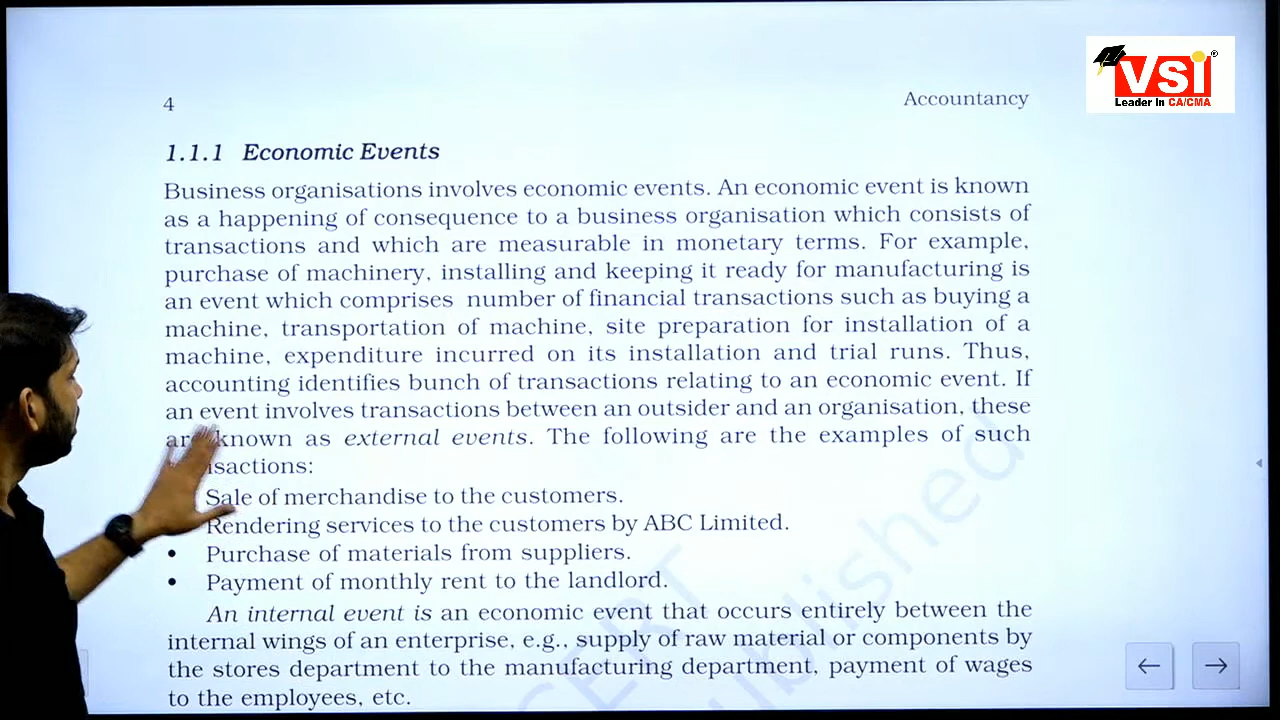 VSI
Leader In CA/CMA
4
Accountancy
1.1.1 Economic Events
Business organisations involves economic events. An economic event is known
as a happening of consequence to a business organisation which consists of
transactions and which are measurable in monetary terms. For example,
purchase of machinery, installing and keeping it ready for manufacturing is
an event which comprises number of financial transactions such as buying a
machine, transportation of machine, site preparation for installation of a
machine, expenditure incurred on its installation and trial runs. Thus,
accounting identifies bunch of transactions relating to an economic event. If
an event involves transactions between an outsider and an organisation, these
are known as external events. The following are the examples of such
isactions:
Sale of merchandise to the customers.
Rendering services to the customers by ABC Limited.
• Purchase of materials from suppliers.
• Payment of monthly rent to the landlord.
An internal event is an economic event that occurs entirely between the
internal wings of an enterprise, e.g., supply of raw material or components by
the stores department to the manufacturing department, payment of wages
to the employees, etc.